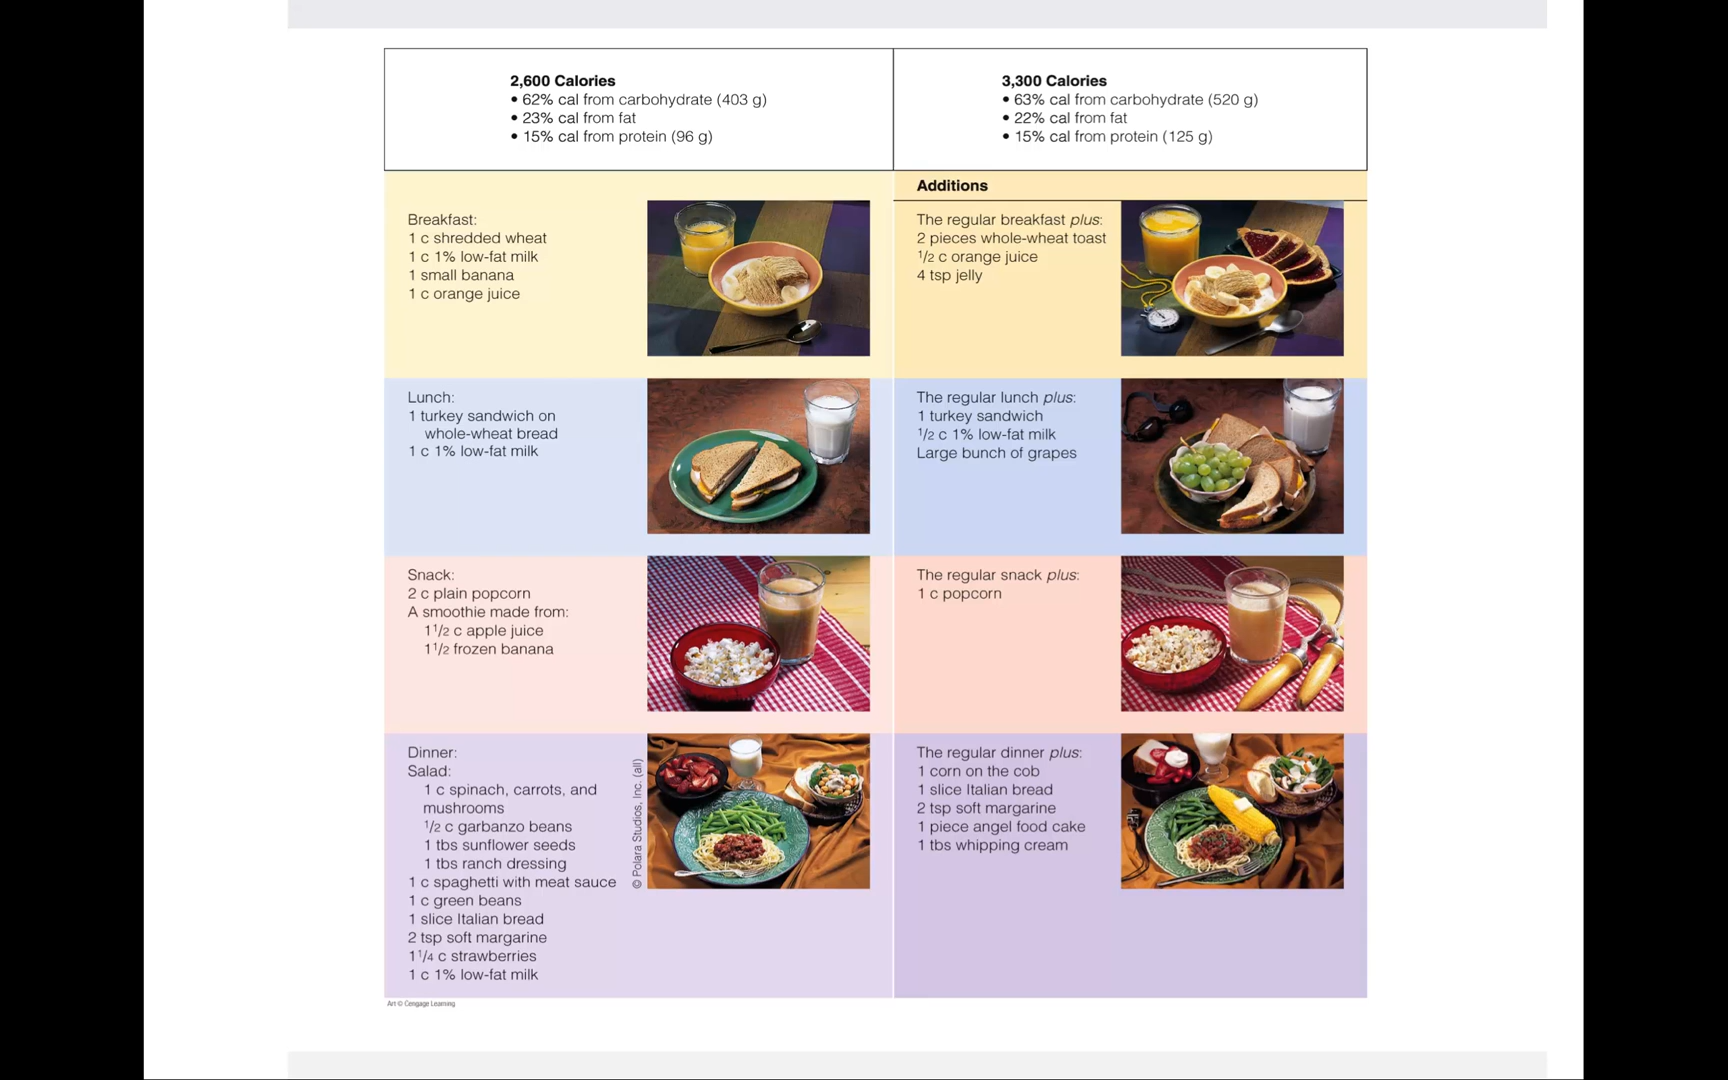 2,600 Calories
• 62% cal from carbohydrate (403 g)
• 23% cal from fat
• 15% cal from protein (96 g)
3,300 Calories
• 63% cal from carbohydrate (520 g)
• 22% cal from fat
• 15% cal from protein (125 g)
Additions
Breakfast:
1 c shredded wheat
1 c 1% low-fat milk
1 small banana
1 c orange juice
The regular breakfast plus:
2 pieces whole-wheat toast
1/2 c orange juice
4 tsp jelly
Lunch:
1 turkey sandwich on
whole-wheat bread
1 c 1% low-fat milk
The regular lunch plus:
1 turkey sandwich
1/2 c 1% low-fat milk
Large bunch of grapes
Snack:
2 c plain popcorn
A smoothie made from:
1 1/2 c apple juice
1 1/2 frozen banana
The regular snack plus:
1 c popcorn
Dinner:
Salad:
1 c spinach, carrots, and
mushrooms
1/2 c garbanzo beans
1 tbs sunflower seeds
1 tbs ranch dressing
1 c spaghetti with meat sauce
1 c green beans
1 slice Italian bread
2 tsp soft margarine
1 1/4 c strawberries
1 c 1% low-fat milk
© Polara Studios, Inc. (all)
The regular dinner plus:
1 corn on the cob
1 slice Italian bread
2 tsp soft margarine
1 piece angel food cake
1 tbs whipping cream
Art © Cengage Learning